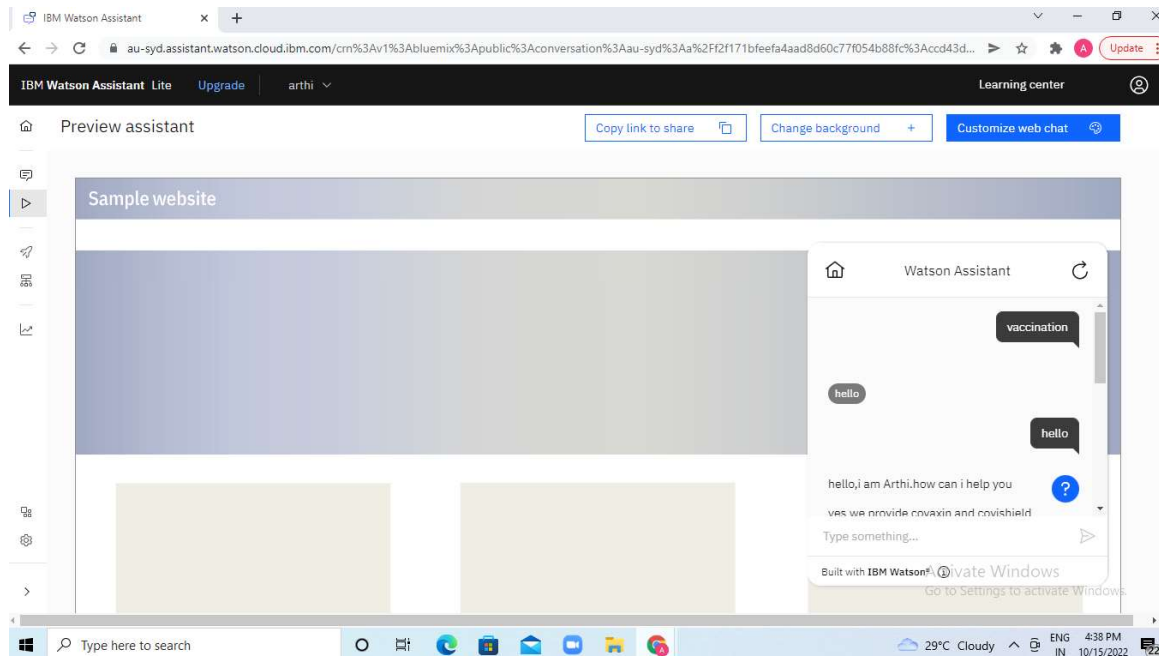 IBM Watson Assistant
au-syd.assistant.watson.cloud.ibm.com/crn%3Av1%3Abluemix%3Apublic%3Aconversation%3Aau-syd%3Aa%2Ff2f171bfeefa4aad8d60c77f054b88fc%3Accd43d...
A
Update
IBM Watson Assistant Lite Upgrade arthi Learning center
Preview assistant Copy link to share Change background + Customize web chat
Sample website
Watson Assistant
vaccination
hello
hello
hello,i am Arthi.how can i help you
?
yes we provide covaxin and covishield
Type something...
Built with IBM Watson®
Activate Windows
Go to Settings to activate Windows.
Type here to search
29°C Cloudy ENG 4:38 PM
IN 10/15/2022 22